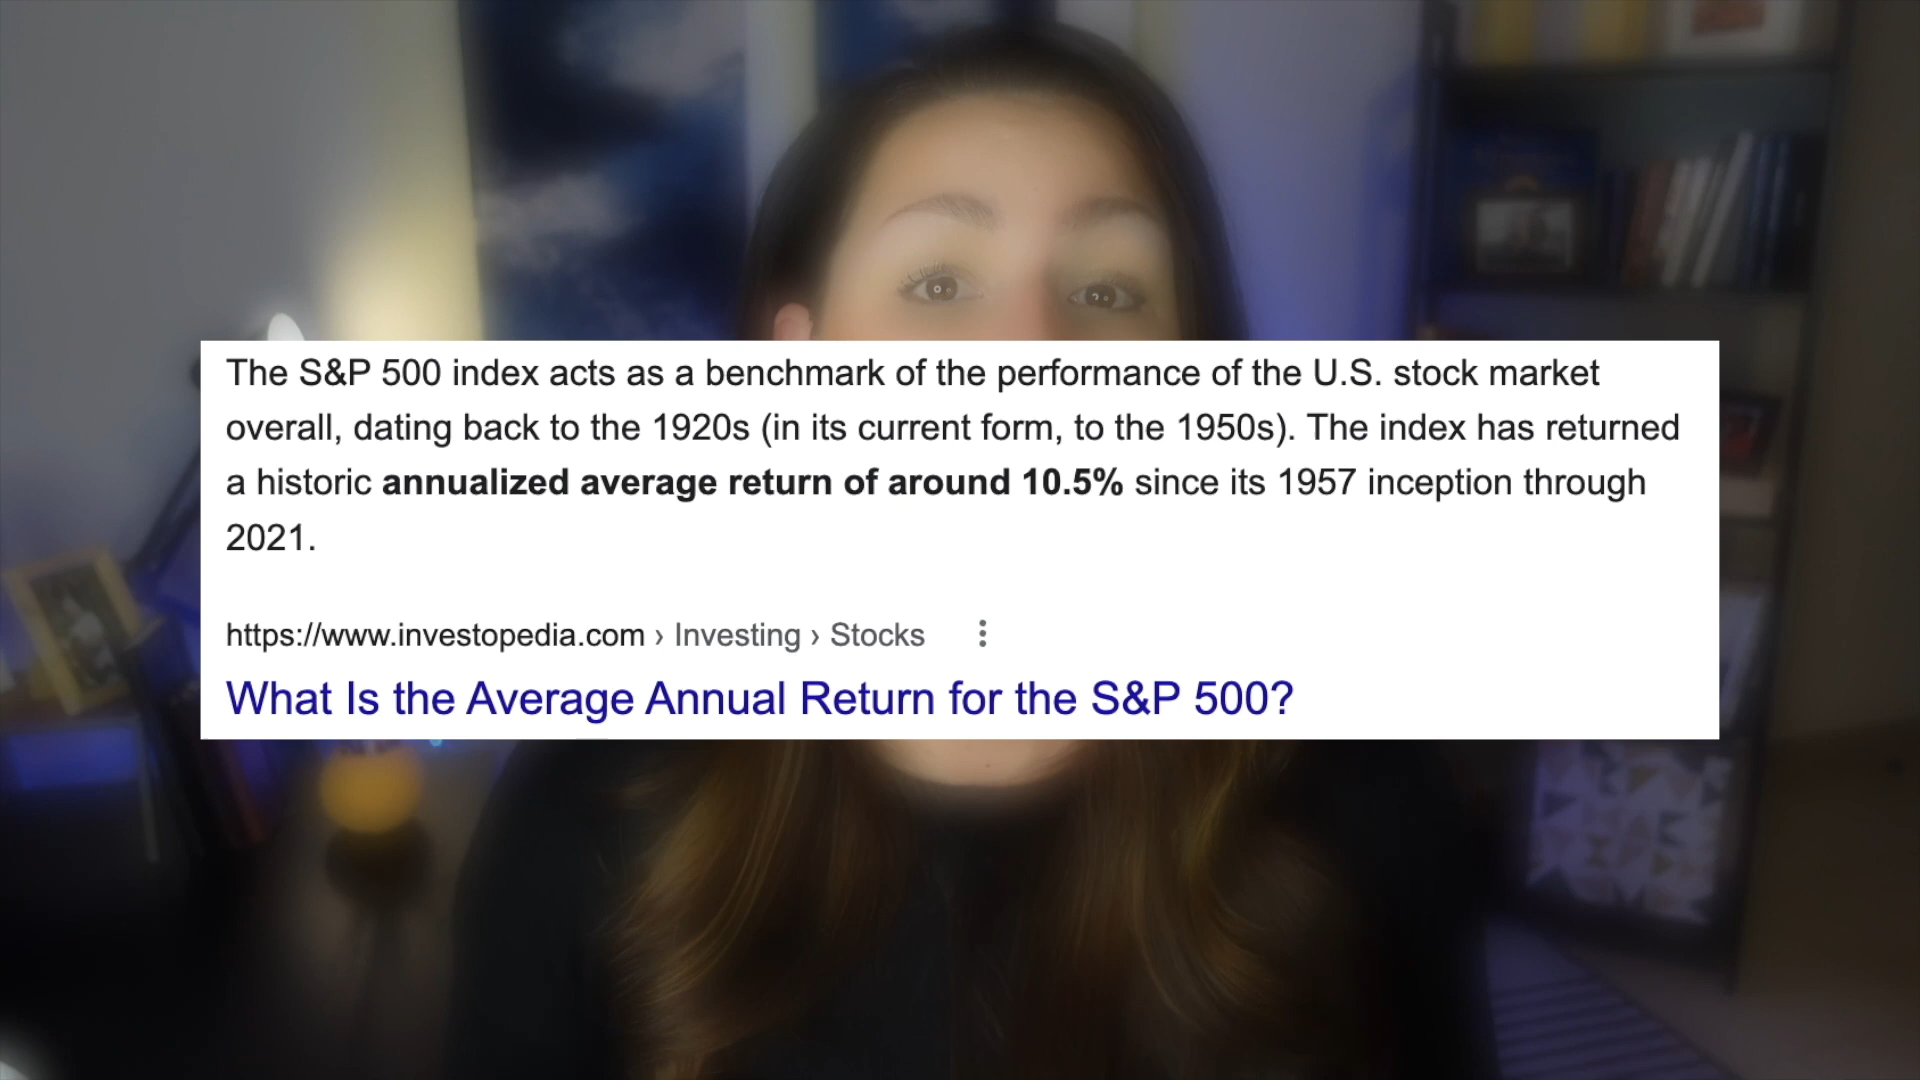 The S&P 500 index acts as a benchmark of the performance of the U.S. stock market
overall, dating back to the 1920s (in its current form, to the 1950s). The index has returned
a historic annualized average return of around 10.5% since its 1957 inception through
2021.
https://www.investopedia.com › Investing › Stocks
What Is the Average Annual Return for the S&P 500?